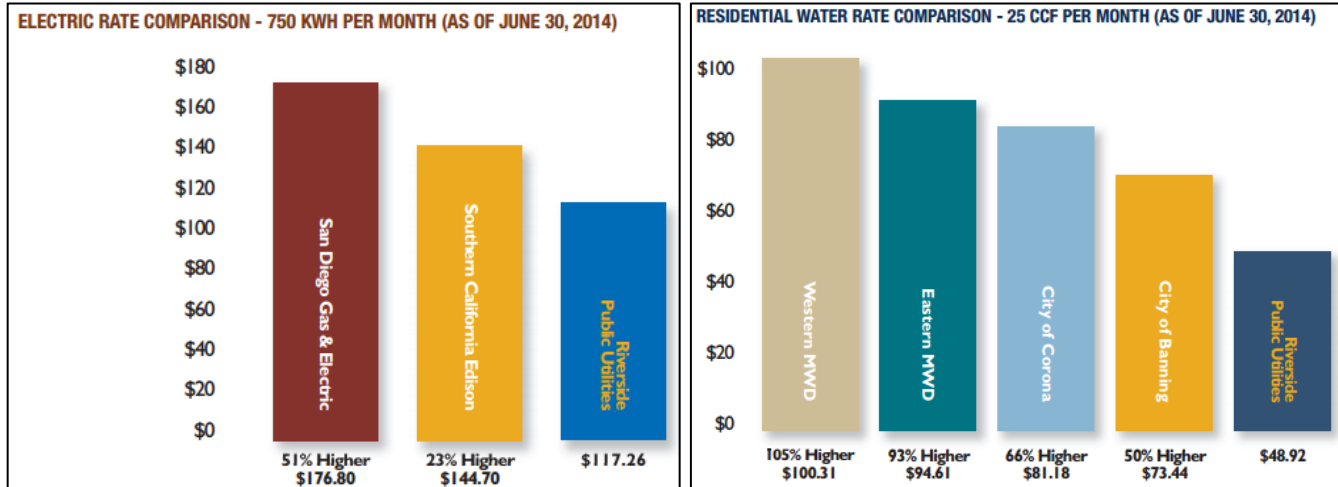 ELECTRIC RATE COMPARISON - 750 KWH PER MONTH (AS OF JUNE 30, 2014)
$180
$160
$140
$120
$100
$80
$60
$40
$20
$0
San Diego Gas & Electric
Southern California Edison
Riverside
Public Utilities
51% Higher
$176.80
23% Higher
$144.70
$117.26
RESIDENTIAL WATER RATE COMPARISON - 25 CCF PER MONTH (AS OF JUNE 30, 2014)
$100
$80
$60
$40
$20
$0
Western MWD
Eastern MWD
City of Corona
City of Banning
Riverside
Public Utilities
105% Higher
$100.31
93% Higher
$94.61
66% Higher
$81.18
50% Higher
$73.44
$48.92